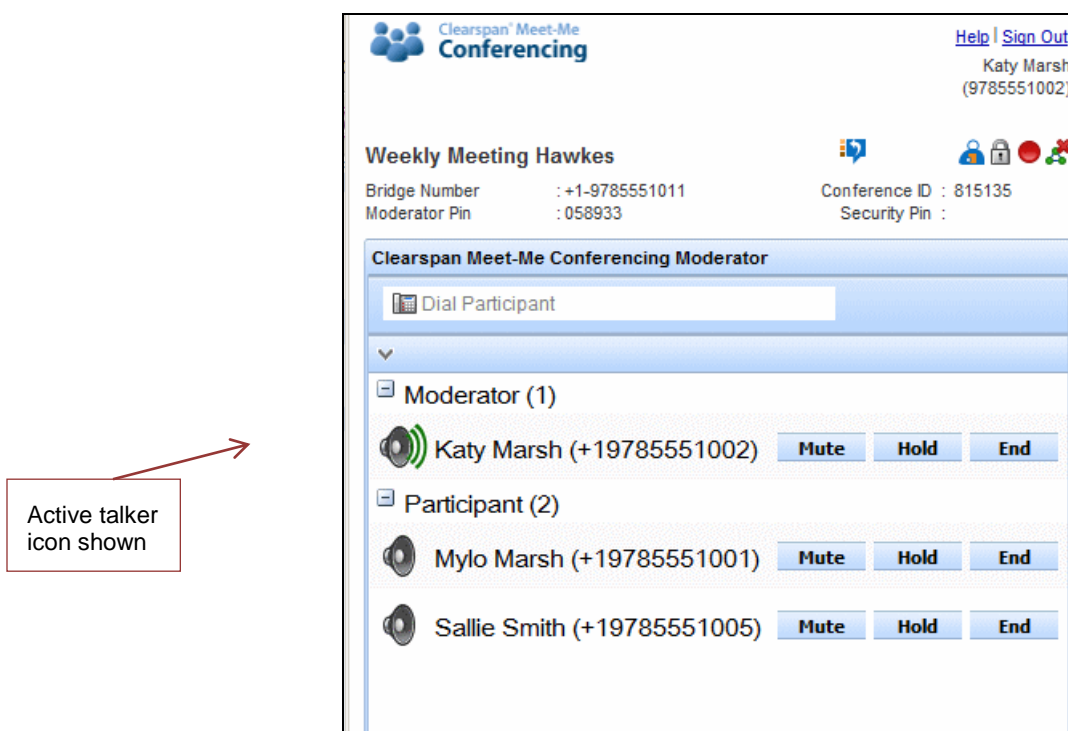 Clearspan® Meet-Me
Conferencing
Help | Sign Out
Katy Marsh
(9785551002)
Weekly Meeting Hawkes
Bridge Number : +1-9785551011 Conference ID : 815135
Moderator Pin : 058933 Security Pin :
Clearspan Meet-Me Conferencing Moderator
Dial Participant
Moderator (1)
Katy Marsh (+19785551002) Mute Hold End
Participant (2)
Active talker
icon shown
Mylo Marsh (+19785551001) Mute Hold End
Sallie Smith (+19785551005) Mute Hold End